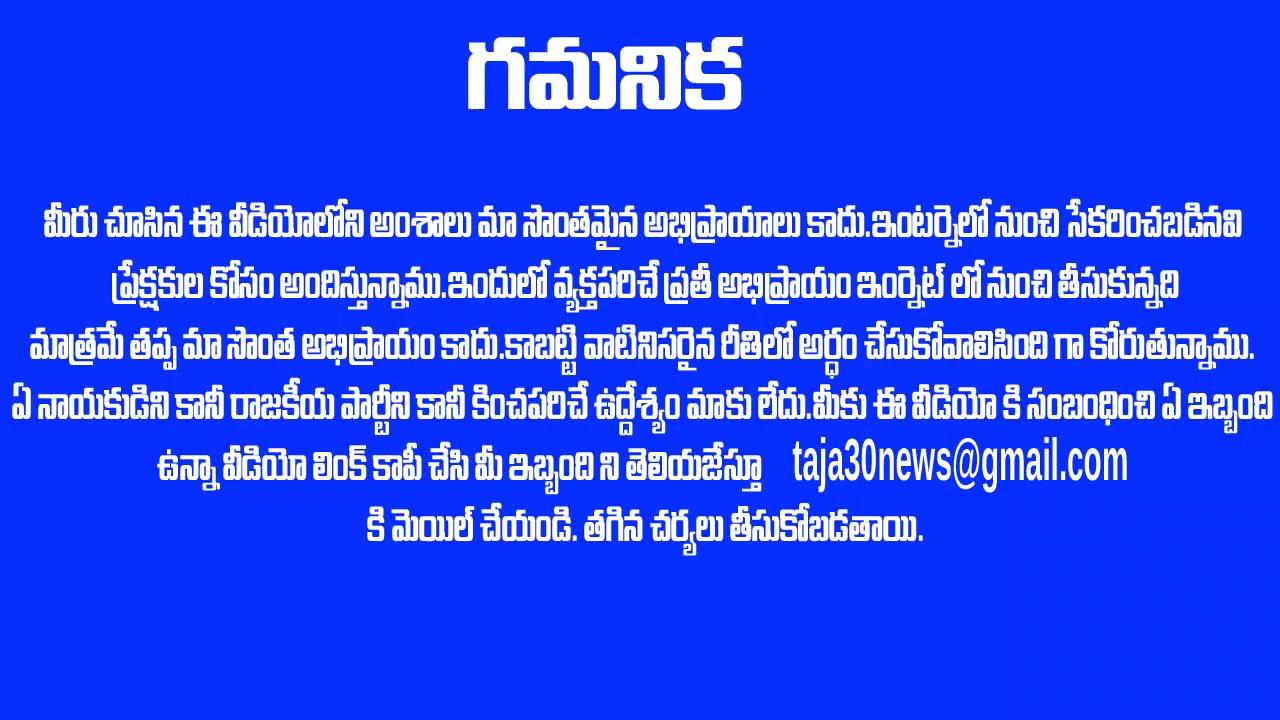 గమనిక
మీరు చూసిన ఈ వీడియోలోని అంశాలు మా సొంతమైన అభిప్రాయాలు కాదు.ఇంటర్నెలో నుంచి సేకరించబడినవి
ప్రేక్షకుల కోసం అందిస్తున్నాము.ఇందులో వ్యక్తపరిచే ప్రతీ అభిప్రాయం ఇంర్నెట్ లో నుంచి తీసుకున్నది
మాత్రమే తప్ప మా సొంత అభిప్రాయం కాదు.కాబట్టి వాటినిసరైన రీతిలో అర్ధం చేసుకోవాలిసింది గా కోరుతున్నాము.
ఏ నాయకుడిని కానీ రాజకీయ పార్టీని కానీ కించపరిచే ఉద్దేశ్యం మాకు లేదు.మీకు ఈ వీడియో కి సంబంధించి ఏ ఇబ్బంది
ఉన్నా వీడియో లింక్ కాపీ చేసి మీ ఇబ్బంది ని తెలియజేస్తూ taja30news@gmail.com
కి మెయిల్ చేయండి. తగిన చర్యలు తీసుకోబడతాయి.